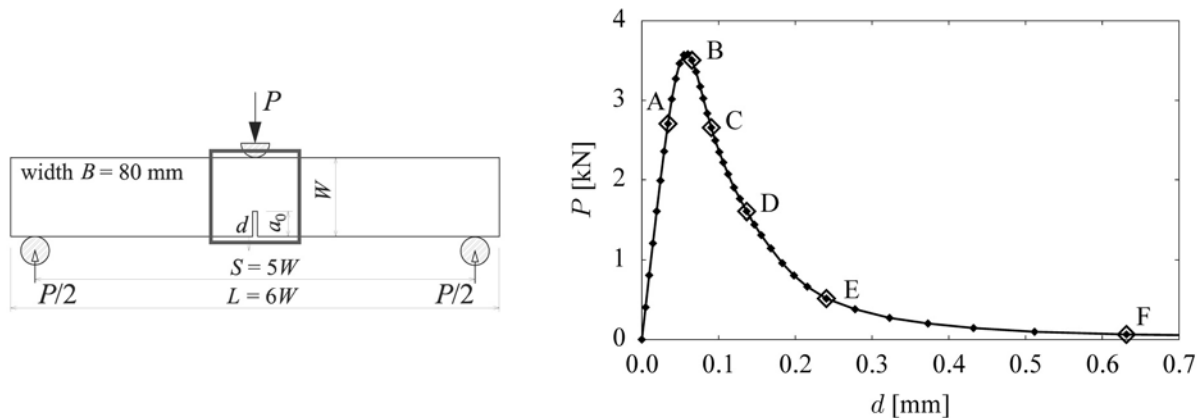 P
width B = 80 mm
W
d
a0
S = 5W
P/2
P/2
L = 6W
4
3
2
1
0
P [kN]
A
B
C
D
E
F
0.0 0.1 0.2 0.3 0.4 0.5 0.6 0.7
d [mm]